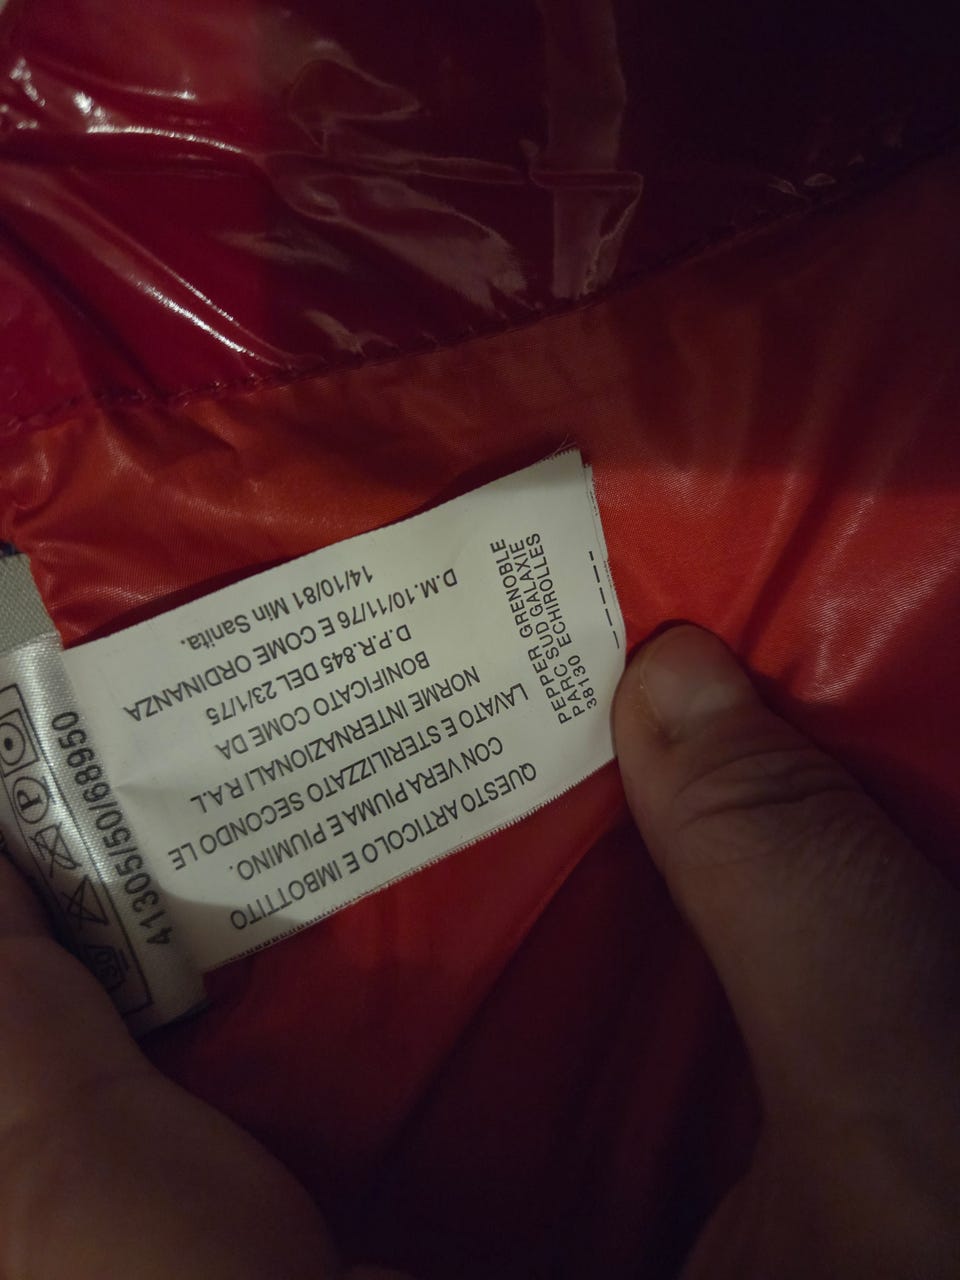 QUESTO ARTICOLO E IMBOTTITO
CON VERA PIUMA E PIUMINO.
LAVATO E STERILIZZATO SECONDO LE
NORME INTERNAZIONALI R.A.L
BONIFICATO COME DA
D.P.R.845 DEL 23/1/75
D.M.10/11/76 E COME ORDINANZA
14/10/81 Min Sanita.
PEPPER GRENOBLE
PARC SUD GALAXIE
38130 ECHIROLLES
41305/50/68950
P
30